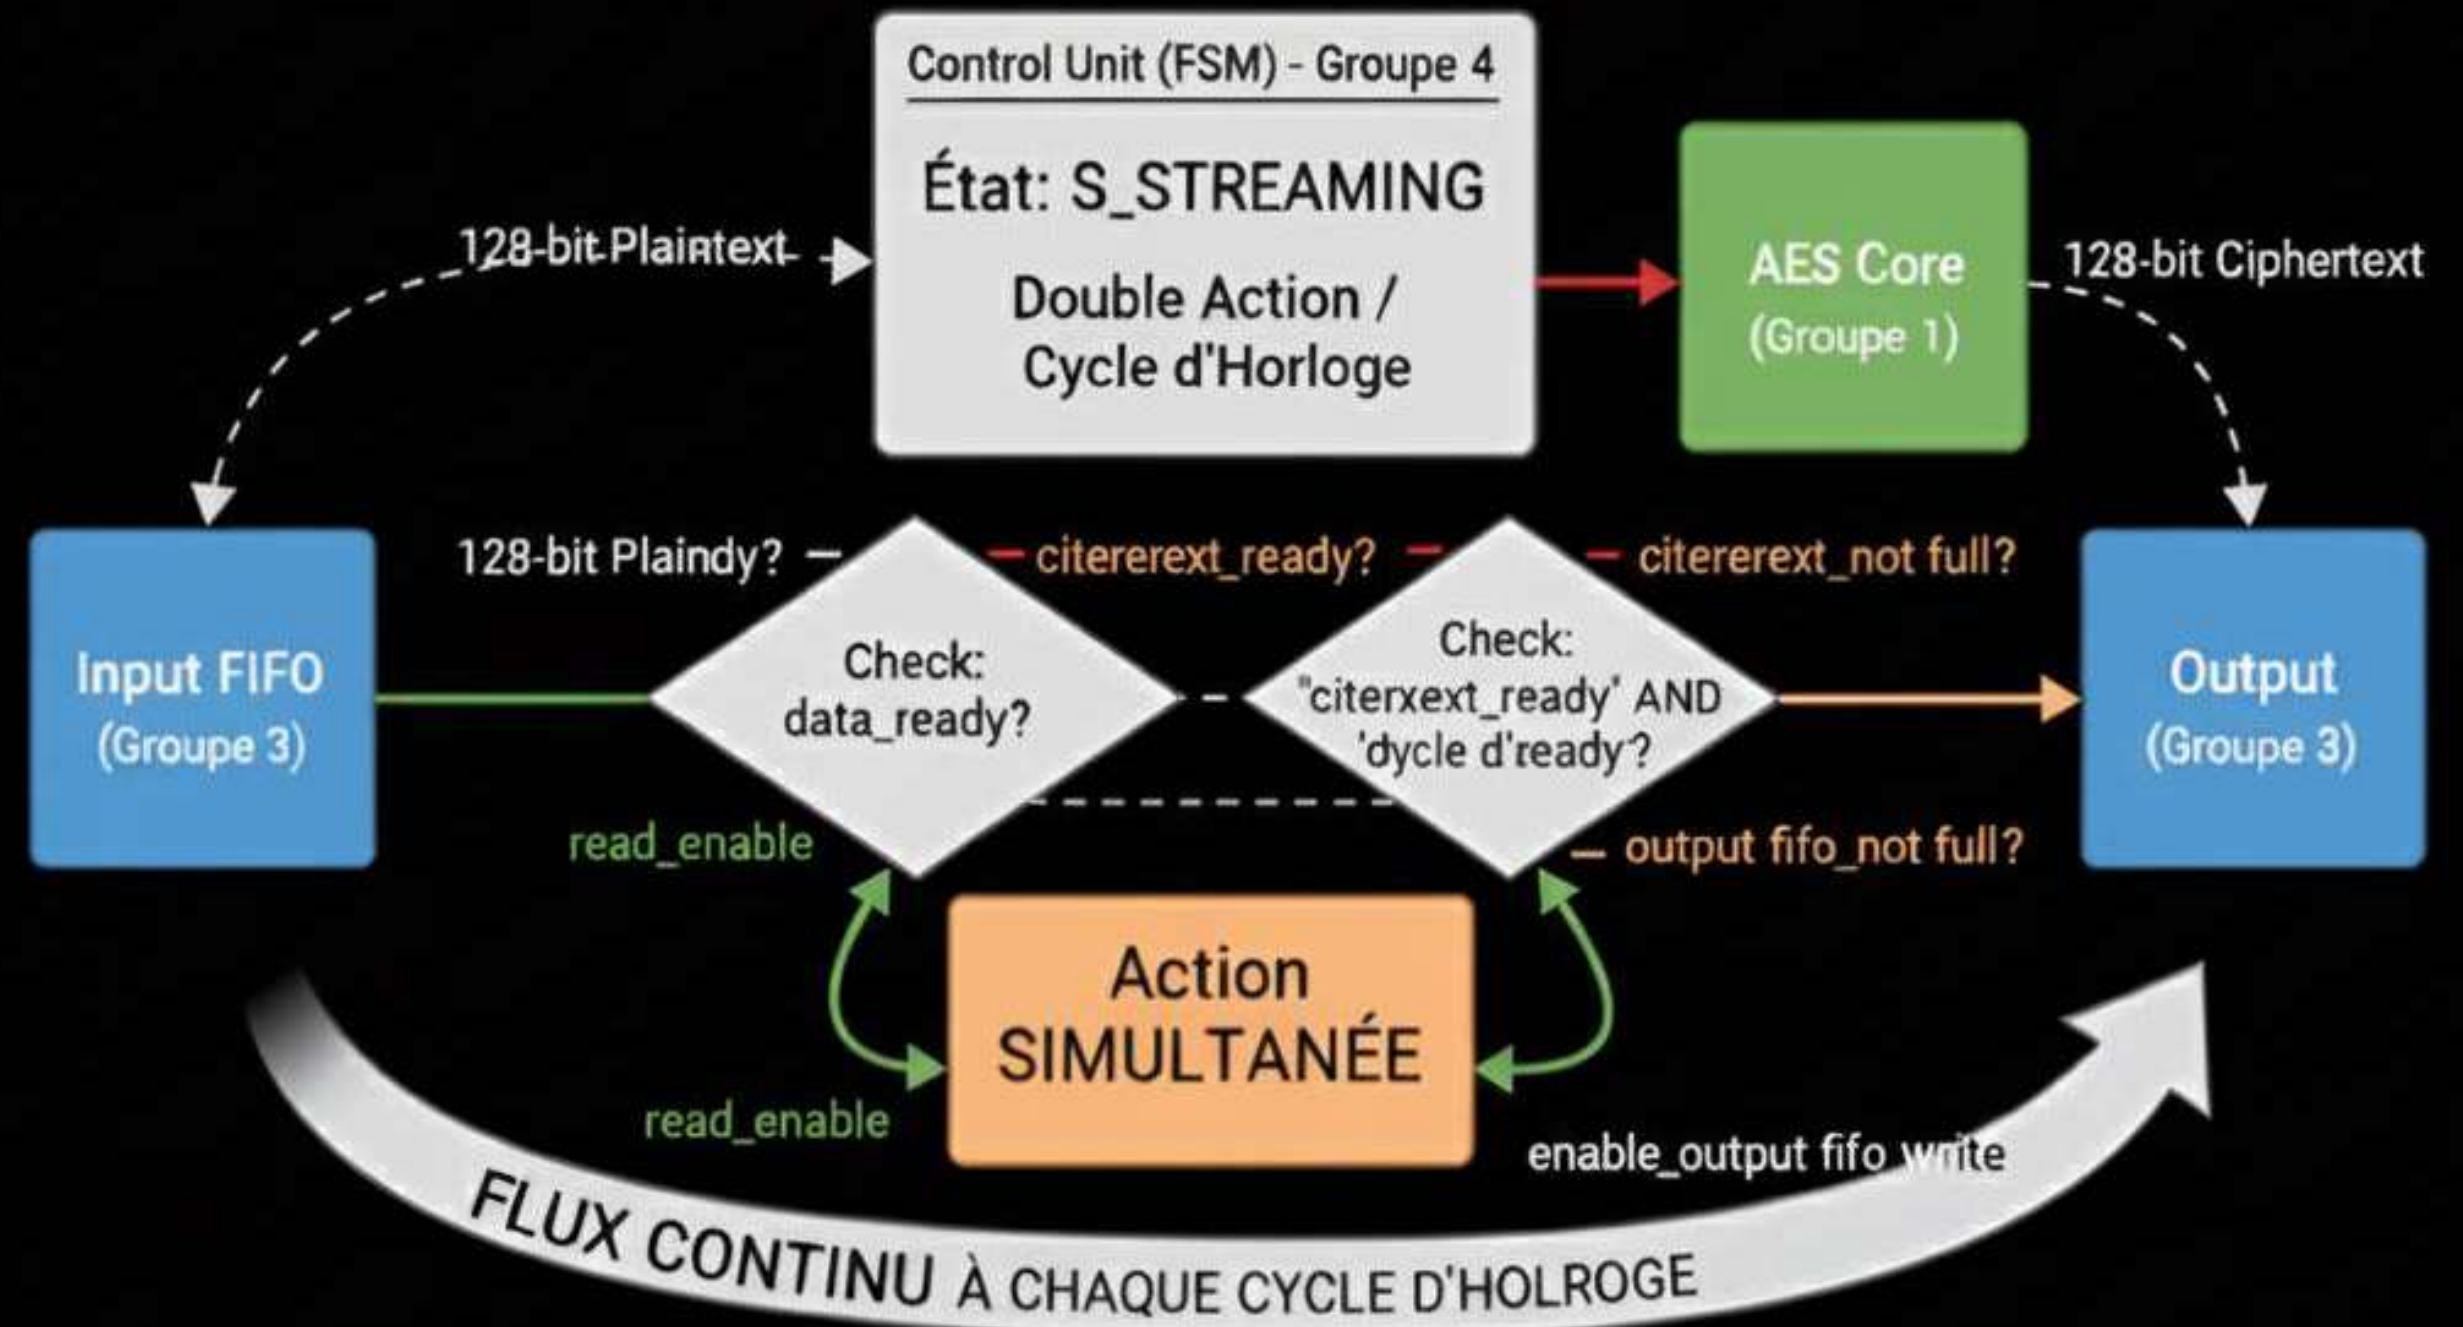 Control Unit (FSM) - Groupe 4
État: S_STREAMING
Double Action /
Cycle d'Horloge
128-bit Plaintext
AES Core
(Groupe 1)
128-bit Ciphertext
128-bit Plaindy?
citererext_ready?
citererext_not full?
Input FIFO
(Groupe 3)
Check:
data_ready?
Check:
"citerxext_ready' AND
'dycle d'ready?
Output
(Groupe 3)
read_enable
output fifo_not full?
Action
SIMULTANÉE
read_enable
enable_output fifo write
FLUX CONTINU À CHAQUE CYCLE D'HOLROGE